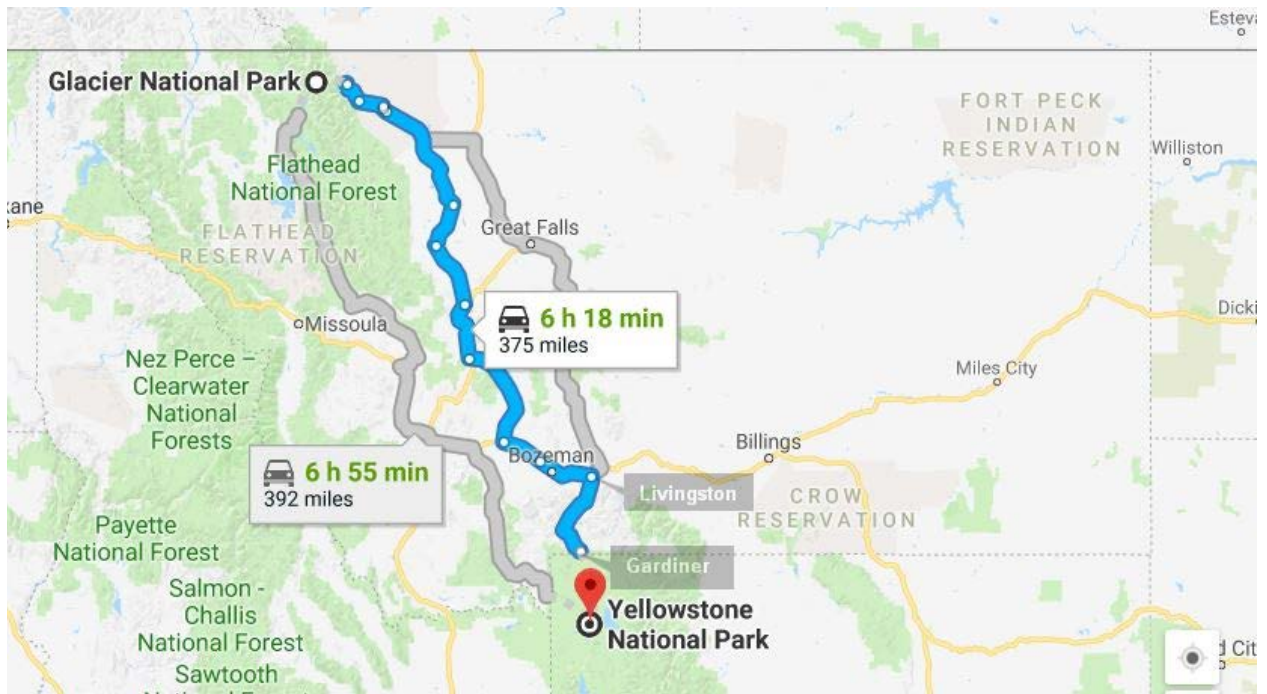 Estev
Glacier National Park
FORT PECK
INDIAN
RESERVATION
Williston
Flathead
National Forest
kane
FLATHEAD
RESERVATION
Great Falls
6 h 18 min
375 miles
Dicki
Missoula
Nez Perce –
Clearwater
National
Forests
Miles City
Billings
Bozeman
6 h 55 min
392 miles
Livingston
CROW
RESERVATION
Payette
National Forest
Gardiner
Salmon -
Challis
National Forest
Yellowstone
National Park
d Cit
Sawtooth